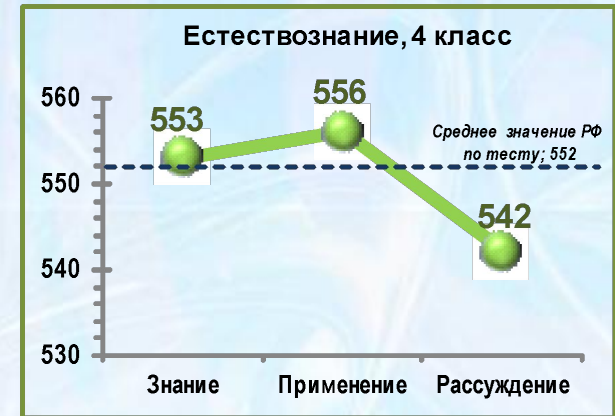 Естествознание, 4 класс
560
553
556
Среднее значение РФ
по тесту; 552
550
542
540
530
Знание Применение Рассуждение